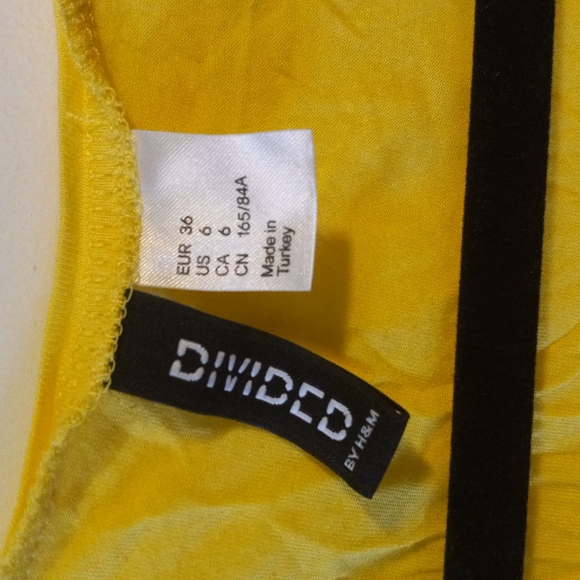 EUR 36
US 6
CA 6
CN 165/84A
Made in
Turkey
DIVIDED
BY H&M